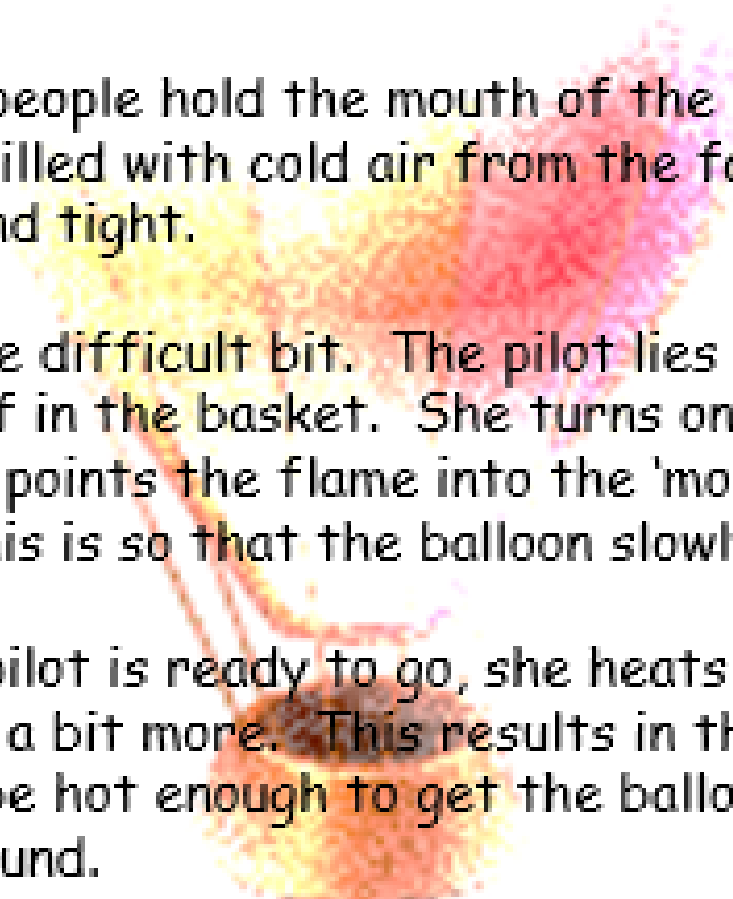 people hold the mouth of the
illed with cold air from the fa
nd tight.
e difficult bit. The pilot lies
f in the basket. She turns on
points the flame into the ‘mo
is is so that the balloon slowl
pilot is ready to go, she heats
a bit more. This results in th
be hot enough to get the ballo
und.